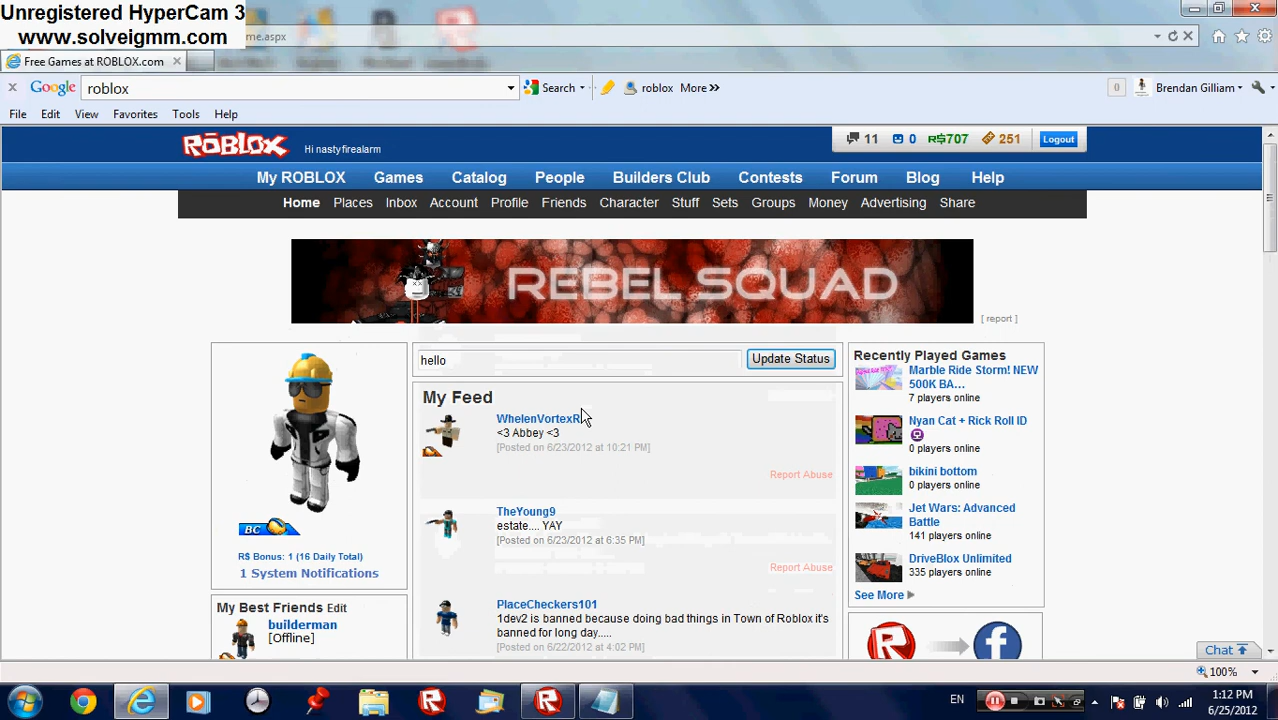 Unregistered HyperCam 3
www.solveigmm.com
me.aspx
Free Games at ROBLOX.com
Google roblox Search roblox More >> 0 Brendan Gilliam
File Edit View Favorites Tools Help
ROBLOX Hi nastyfirealarm 11 0 R$707 251 Logout
My ROBLOX Games Catalog People Builders Club Contests Forum Blog Help
Home Places Inbox Account Profile Friends Character Stuff Sets Groups Money Advertising Share
REBEL SQUAD
[ report ]
hello Update Status
My Feed
WhelenVortexR
<3 Abbey <3
[Posted on 6/23/2012 at 10:21 PM]
Report Abuse
TheYoung9
estate.... YAY
[Posted on 6/23/2012 at 6:35 PM]
Report Abuse
PlaceCheckers101
1dev2 is banned because doing bad things in Town of Roblox it's
banned for long day.....
[Posted on 6/22/2012 at 4:02 PM]
BC
R$ Bonus: 1 (16 Daily Total)
1 System Notifications
My Best Friends Edit
builderman
[Offline]
Recently Played Games
Marble Ride Storm! NEW
500K BA...
7 players online
Nyan Cat + Rick Roll ID
0 players online
bikini bottom
0 players online
Jet Wars: Advanced
Battle
141 players online
DriveBlox Unlimited
335 players online
See More
Chat
100%
EN
1:12 PM
6/25/2012